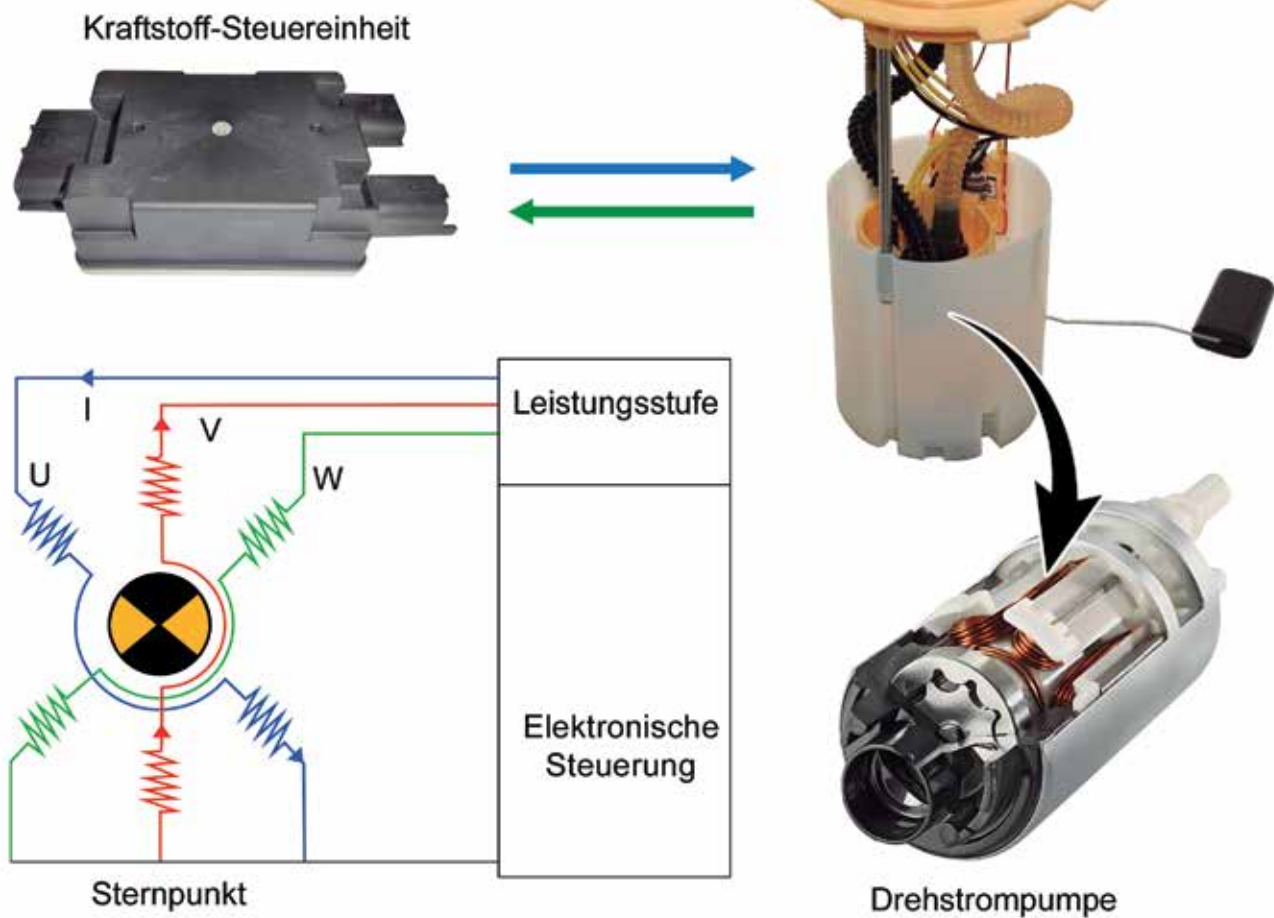 Kraftstoff-Steuereinheit
I
V
U
W
Leistungsstufe
Elektronische
Steuerung
Sternpunkt
Drehstrompumpe